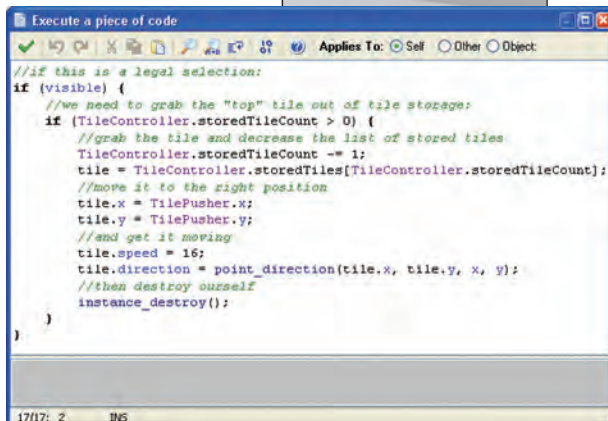 Execute a piece of code
Applies To: Self Other Object:
//if this is a legal selection:
if (visible) {
//we need to grab the "top" tile out of tile storage:
if (TileController.storedTileCount > 0) {
//grab the tile and decrease the list of stored tiles
TileController.storedTileCount -= 1;
tile = TileController.storedTiles[TileController.storedTileCount];
//move it to the right position
tile.x = TilePusher.x;
tile.y = TilePusher.y;
//and get it moving
tile.speed = 16;
tile.direction = point_direction(tile.x, tile.y, x, y);
//then destroy ourself
instance_destroy();
}
}
17/17: 2 INS